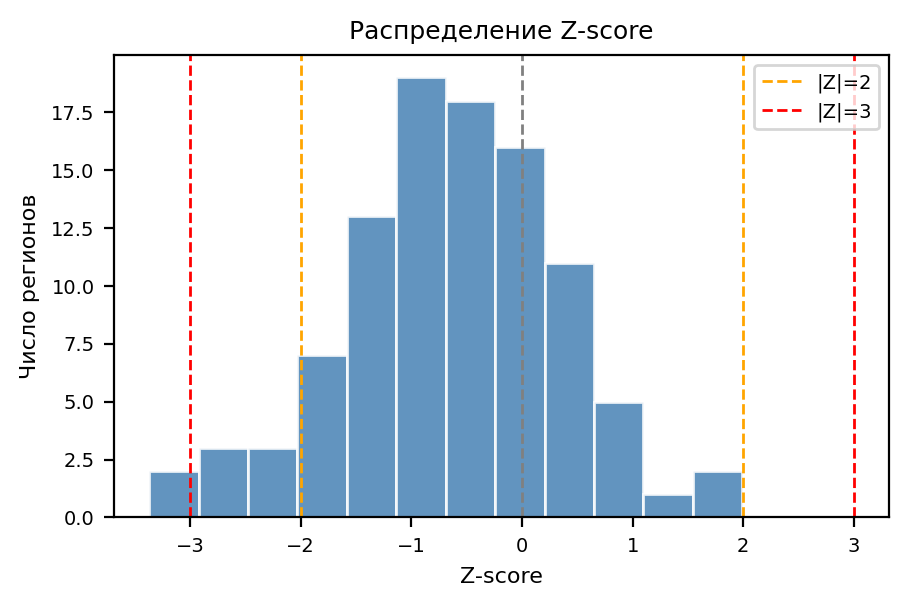 Распределение Z-score
|Z|=2
|Z|=3
Число регионов
17.5
15.0
12.5
10.0
7.5
5.0
2.5
0.0
−3 −2 −1 0 1 2 3
Z-score